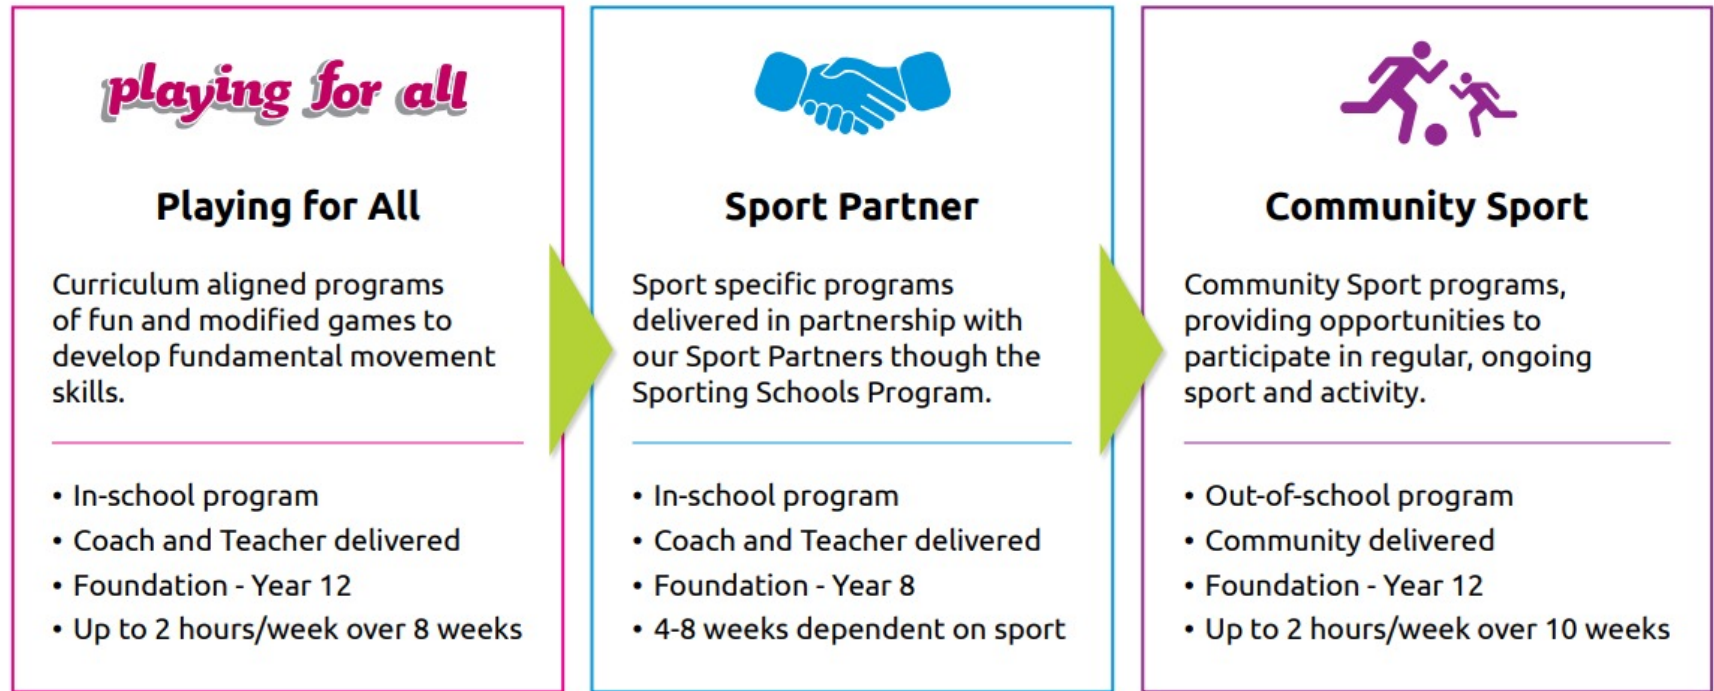 playing for all
Playing for All
Curriculum aligned programs
of fun and modified games to
develop fundamental movement
skills.
• In-school program
• Coach and Teacher delivered
• Foundation - Year 12
• Up to 2 hours/week over 8 weeks
Sport Partner
Sport specific programs
delivered in partnership with
our Sport Partners though the
Sporting Schools Program.
• In-school program
• Coach and Teacher delivered
• Foundation - Year 8
• 4-8 weeks dependent on sport
Community Sport
Community Sport programs,
providing opportunities to
participate in regular, ongoing
sport and activity.
• Out-of-school program
• Community delivered
• Foundation - Year 12
• Up to 2 hours/week over 10 weeks